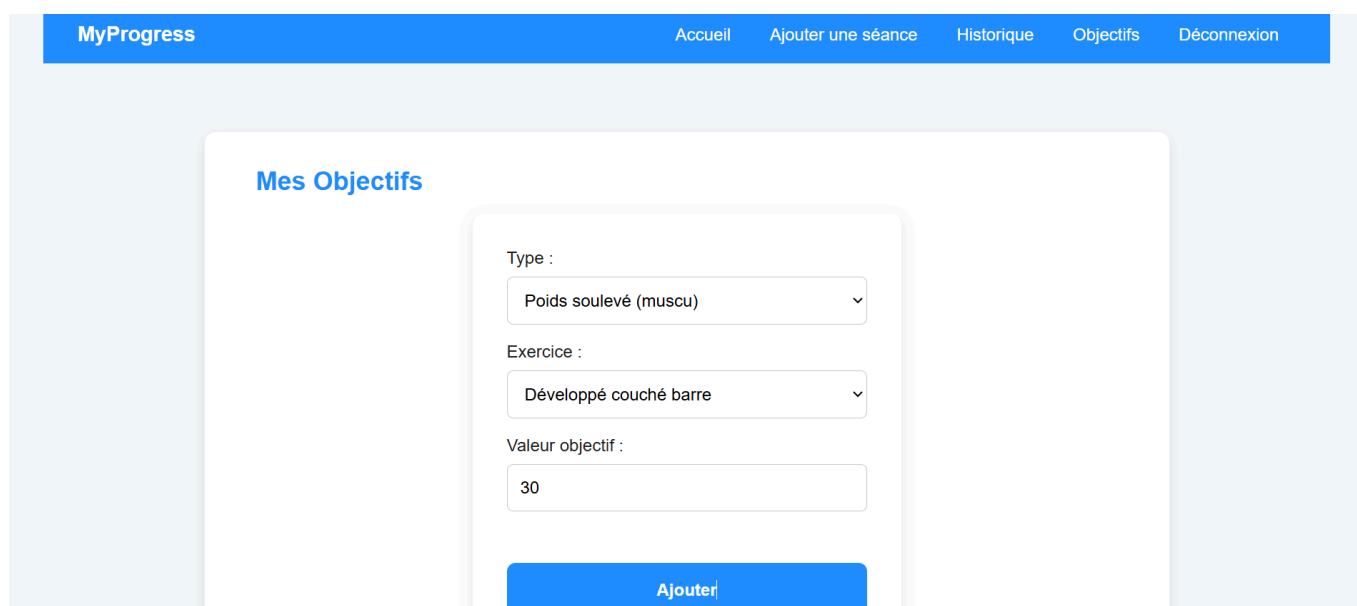 MyProgress Accueil Ajouter une séance Historique Objectifs Déconnexion
Mes Objectifs
Type :
Poids soulevé (muscu)
Exercice :
Développé couché barre
Valeur objectif :
30
Ajouter